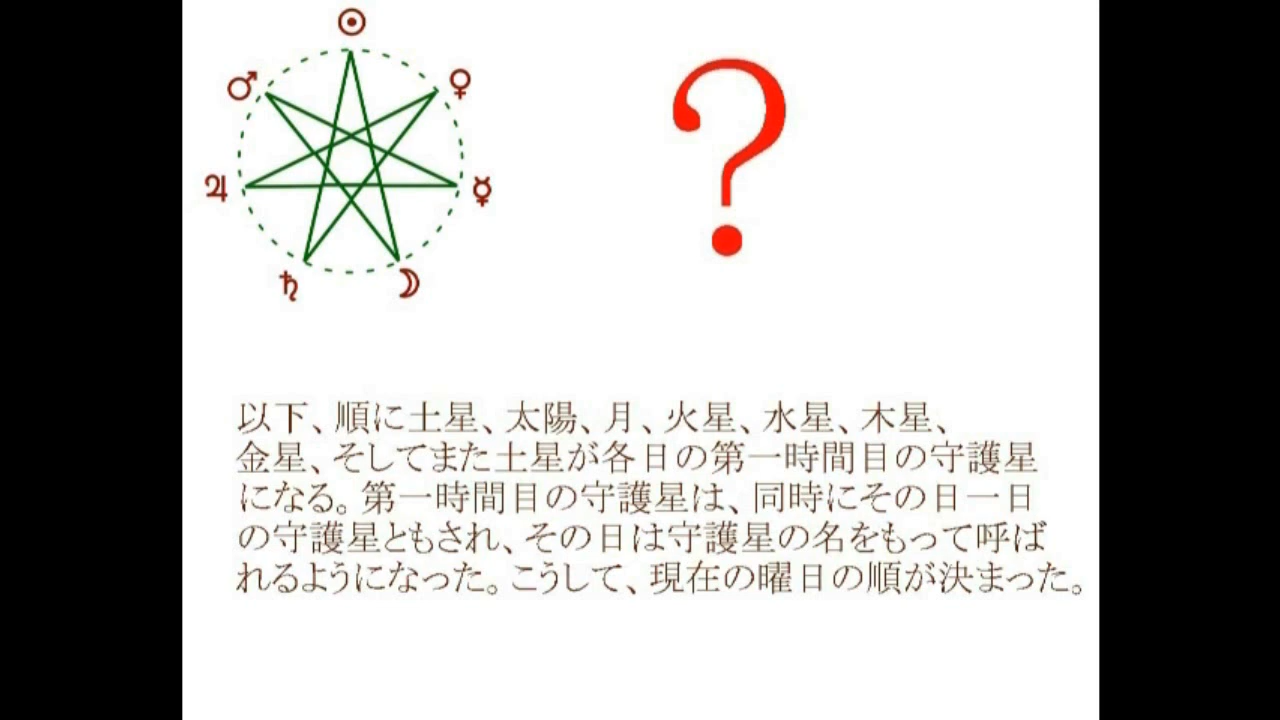 ☉
♂ ♀
♃ ☿
♄ ☽
?
以下、順に土星、太陽、月、火星、水星、木星、
金星、そしてまた土星が各日の第一時間目の守護星
になる。第一時間目の守護星は、同時にその日一日
の守護星ともされ、その日は守護星の名をもって呼ば
れるようになった。こうして、現在の曜日の順が決まった。